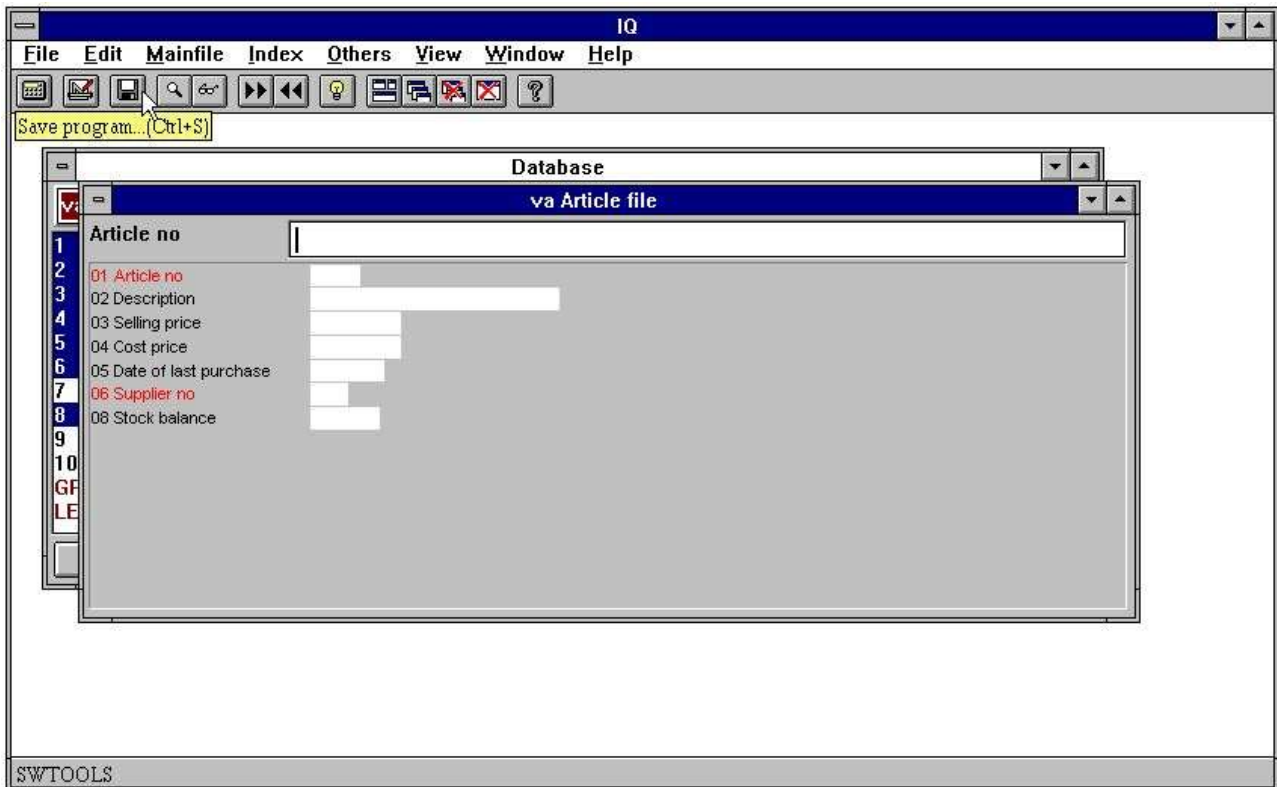 IQ
File Edit Mainfile Index Others View Window Help
Save program...(Ctrl+S)
Database
va
va Article file
Article no
1
2
3
4
5
6
7
8
9
10
01 Article no
02 Description
03 Selling price
04 Cost price
05 Date of last purchase
06 Supplier no
08 Stock balance
SWTOOLS